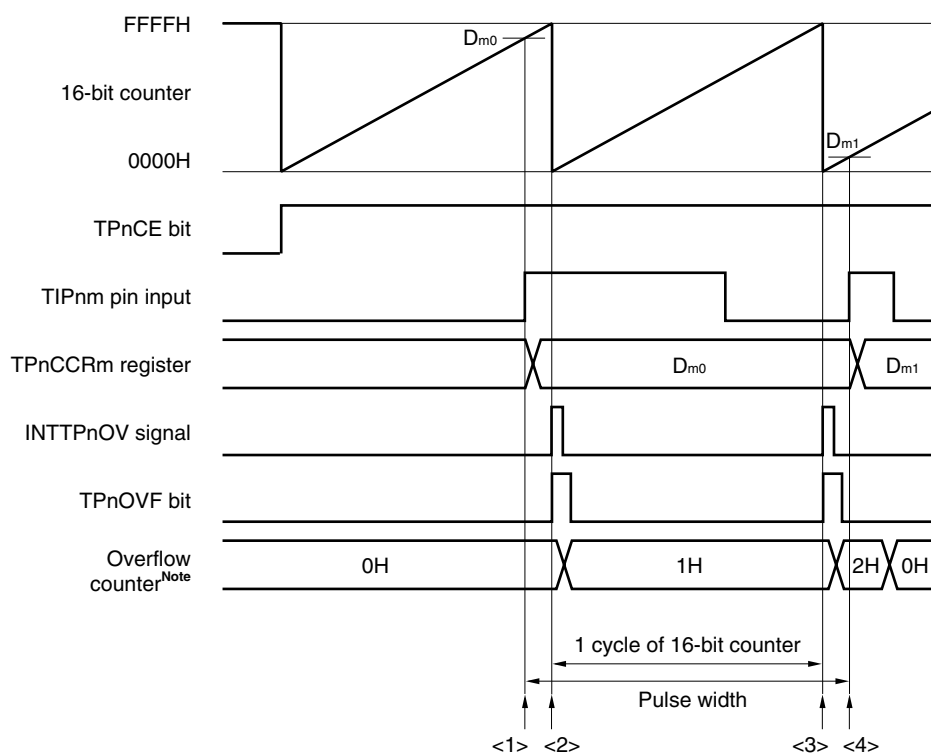 FFFFH
Dm0
16-bit counter
Dm1
0000H
TPnCE bit
TIPnm pin input
TPnCCRm register
Dm0
Dm1
INTTPnOV signal
TPnOVF bit
Overflow
counterNote
0H
1H
2H
0H
1 cycle of 16-bit counter
Pulse width
<1>
<2>
<3>
<4>